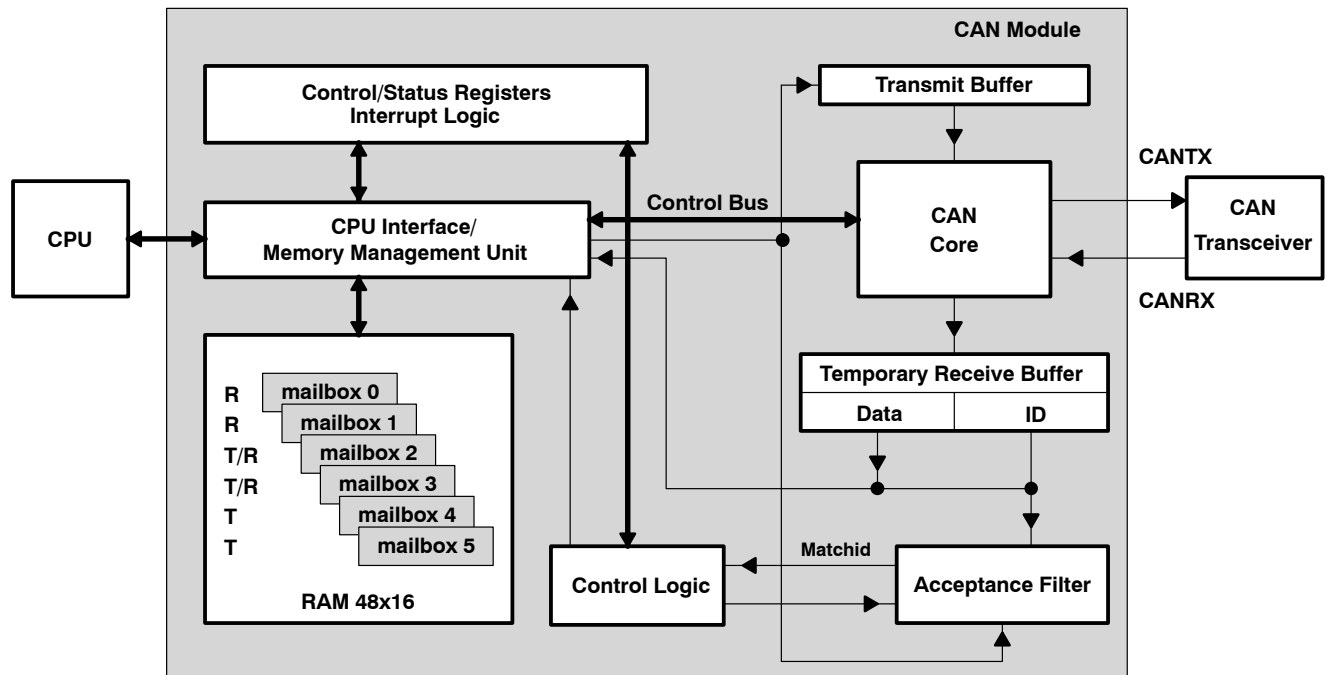 CAN Module
Control/Status Registers
Interrupt Logic
Transmit Buffer
CANTX
CPU
CPU Interface/
Memory Management Unit
Control Bus
CAN
Core
CAN
Transceiver
CANRX
Temporary Receive Buffer
Data ID
R mailbox 0
R mailbox 1
T/R mailbox 2
T/R mailbox 3
T mailbox 4
T mailbox 5
RAM 48x16
Control Logic
Matchid
Acceptance Filter